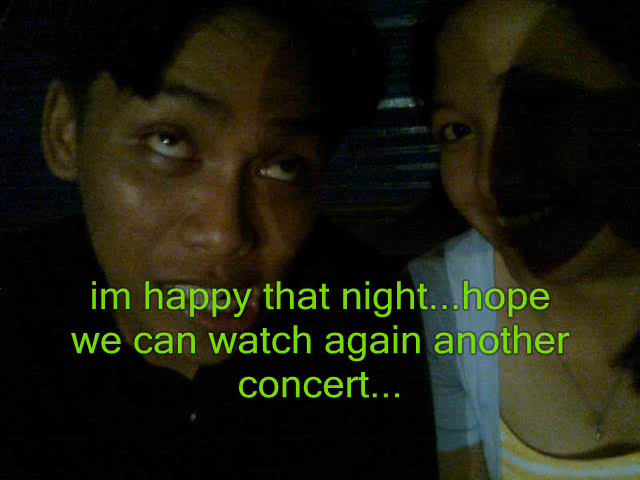 im happy that night...hope
we can watch again another
concert...